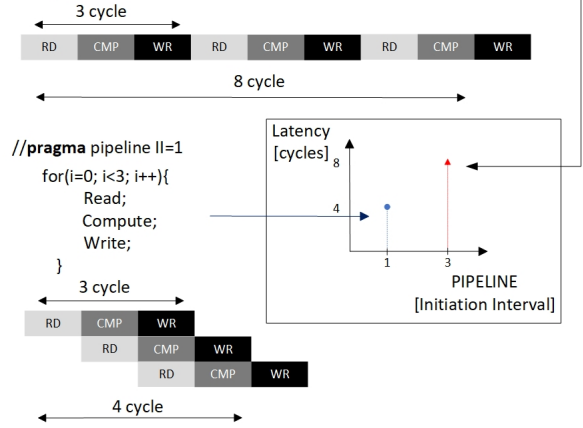 3 cycle
RD CMP WR RD CMP WR RD CMP WR
8 cycle
//pragma pipeline II=1
for(i=0; i<3; i++){
Read;
Compute;
Write;
}
Latency
[cycles]
8
4
1 3
PIPELINE
[Initiation Interval]
3 cycle
RD CMP WR
RD CMP WR
RD CMP WR
4 cycle